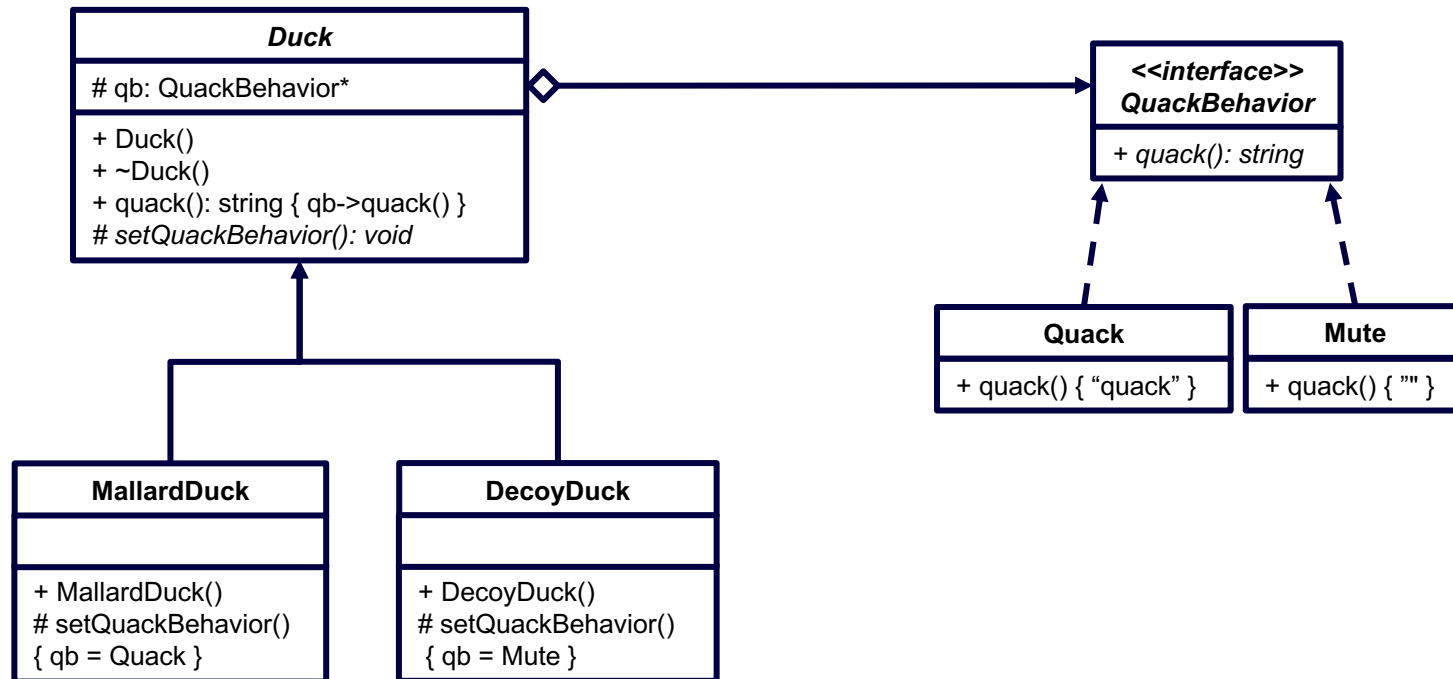 Duck
# qb: QuackBehavior*
+ Duck()
+ ~Duck()
+ quack(): string { qb->quack() }
# setQuackBehavior(): void
<<interface>>
QuackBehavior
+ quack(): string
Quack
+ quack() { “quack” }
Mute
+ quack() { ”" }
MallardDuck
+ MallardDuck()
# setQuackBehavior()
{ qb = Quack }
DecoyDuck
+ DecoyDuck()
# setQuackBehavior()
{ qb = Mute }